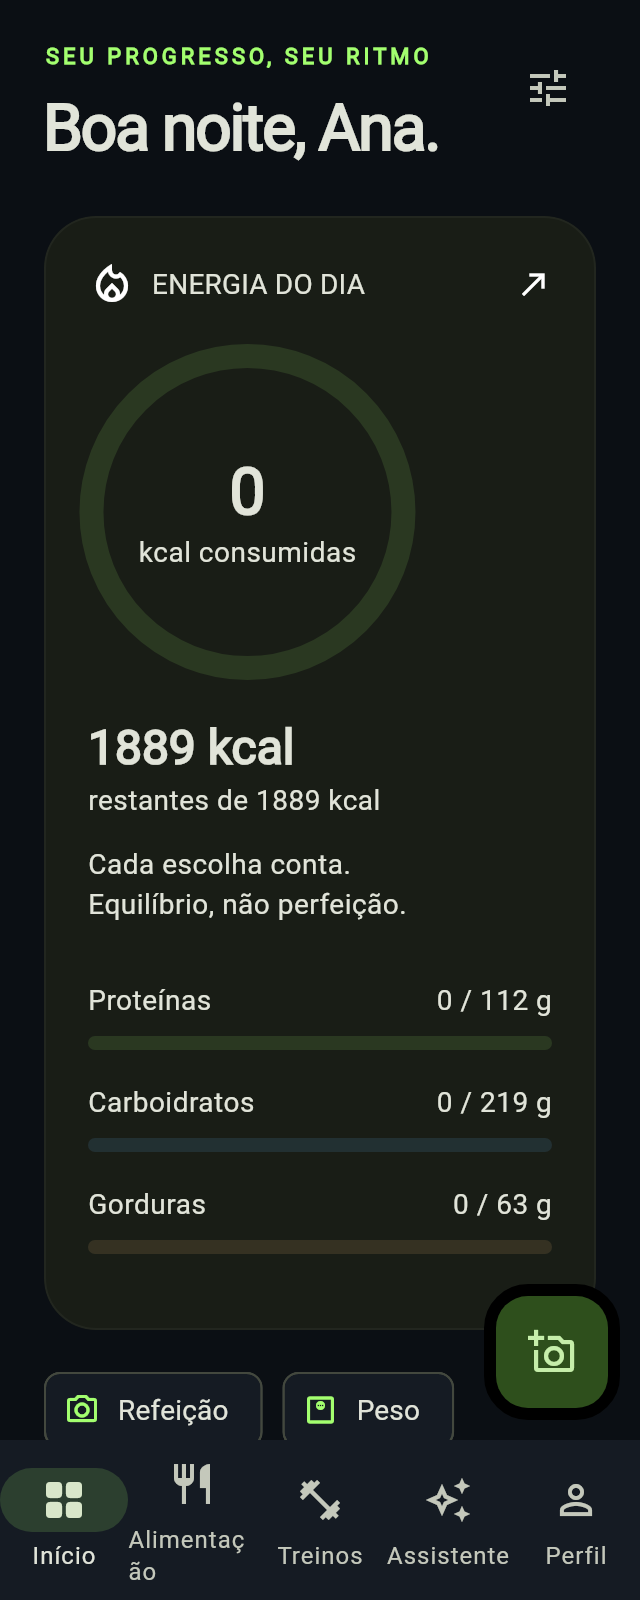 SEU PROGRESSO, SEU RITMO
Boa noite, Ana.
ENERGIA DO DIA
0
kcal consumidas
1889 kcal
restantes de 1889 kcal
Cada escolha conta.
Equilíbrio, não perfeição.
Proteínas 0 / 112 g
Carboidratos 0 / 219 g
Gorduras 0 / 63 g
Refeição Peso
Início Alimentaç
ão Treinos Assistente Perfil